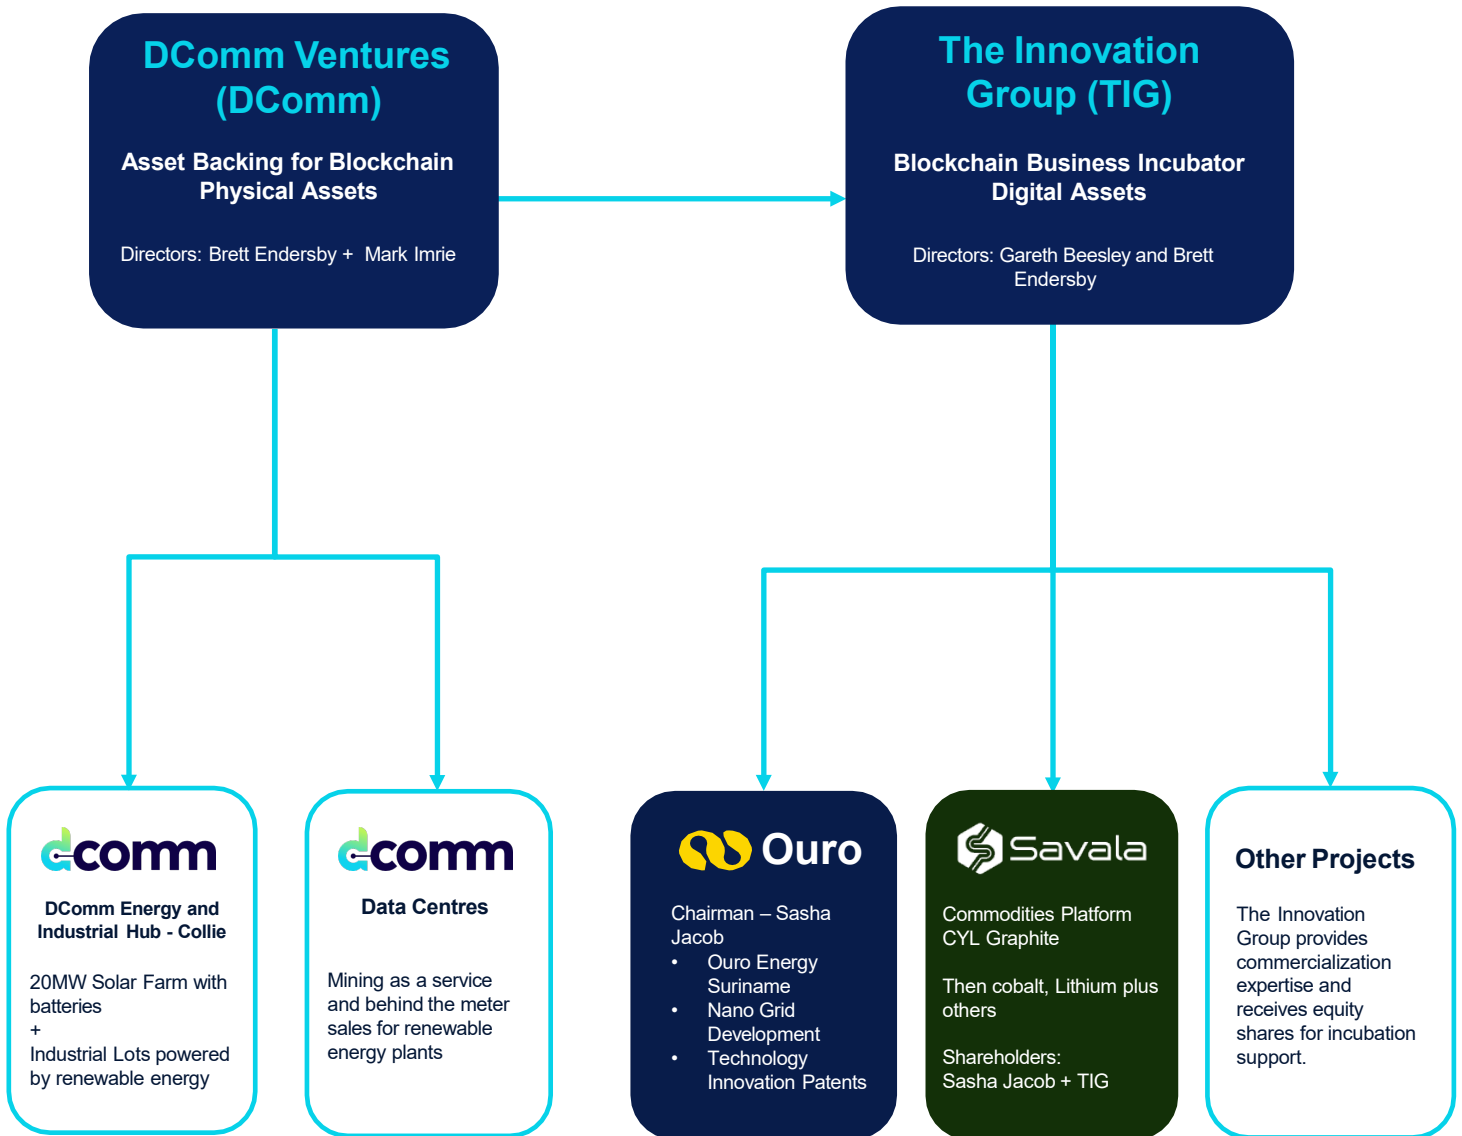 DComm Ventures
(DComm)
Asset Backing for Blockchain
Physical Assets
Directors: Brett Endersby + Mark Imrie
The Innovation
Group (TIG)
Blockchain Business Incubator
Digital Assets
Directors: Gareth Beesley and Brett
Endersby
dcomm
DComm Energy and
Industrial Hub - Collie
20MW Solar Farm with
batteries
+
Industrial Lots powered
by renewable energy
dcomm
Data Centres
Mining as a service
and behind the meter
sales for renewable
energy plants
Ouro
Chairman – Sasha
Jacob
• Ouro Energy
Suriname
• Nano Grid
Development
• Technology
Innovation Patents
Savala
Commodities Platform
CYL Graphite
Then cobalt, Lithium plus
others
Shareholders:
Sasha Jacob + TIG
Other Projects
The Innovation
Group provides
commercialization
expertise and
receives equity
shares for incubation
support.